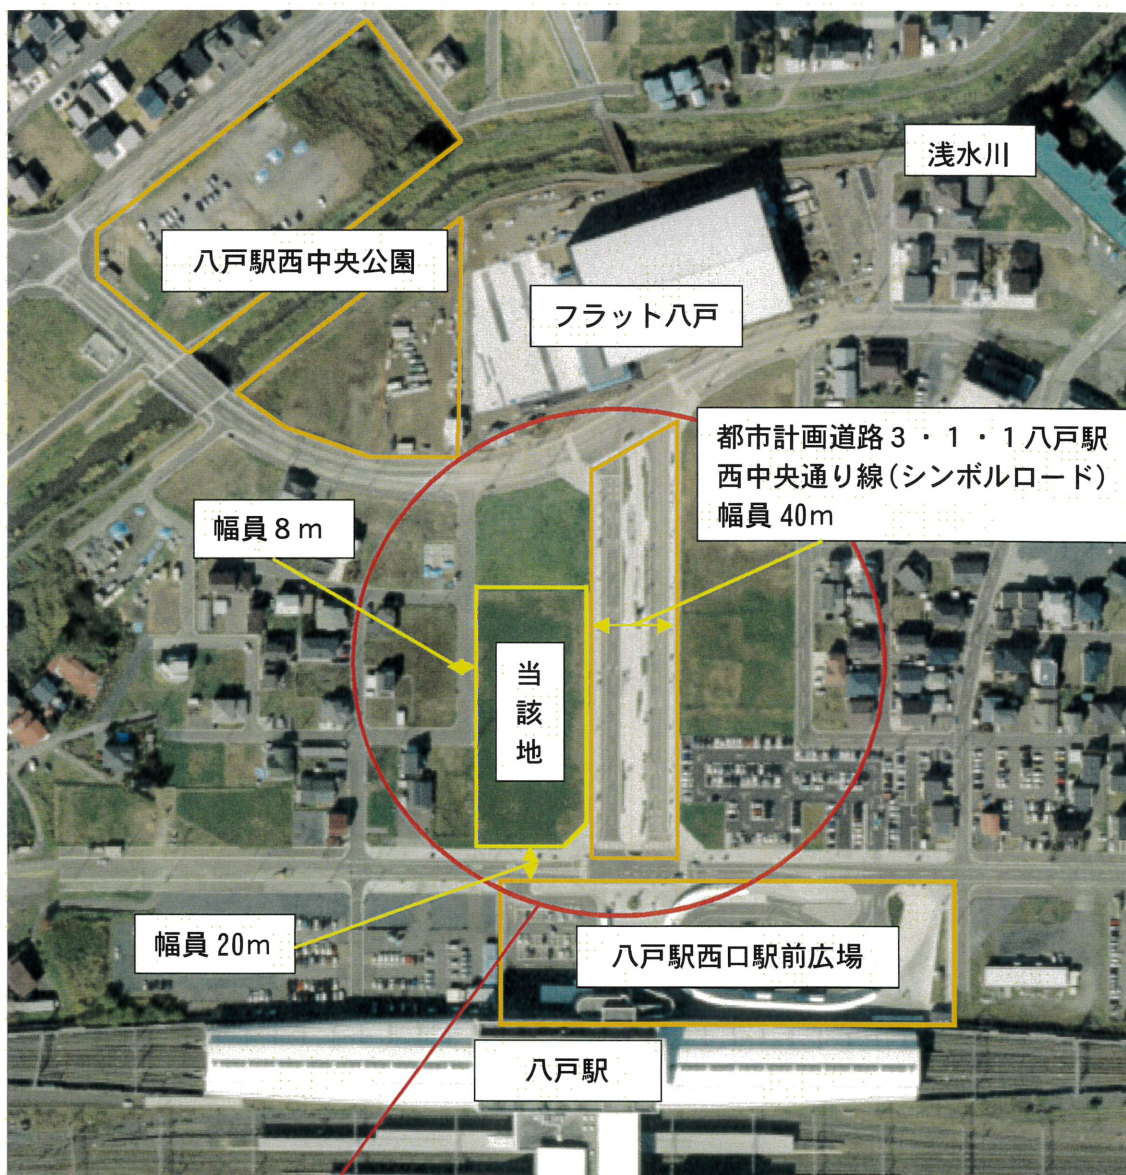 浅水川
八戸駅西中央公園
フラット八戸
都市計画道路３・１・１八戸駅
西中央通り線(シンボルロード)
幅員 40m
幅員８ｍ
当
該
地
幅員 20m
八戸駅西口駅前広場
八戸駅